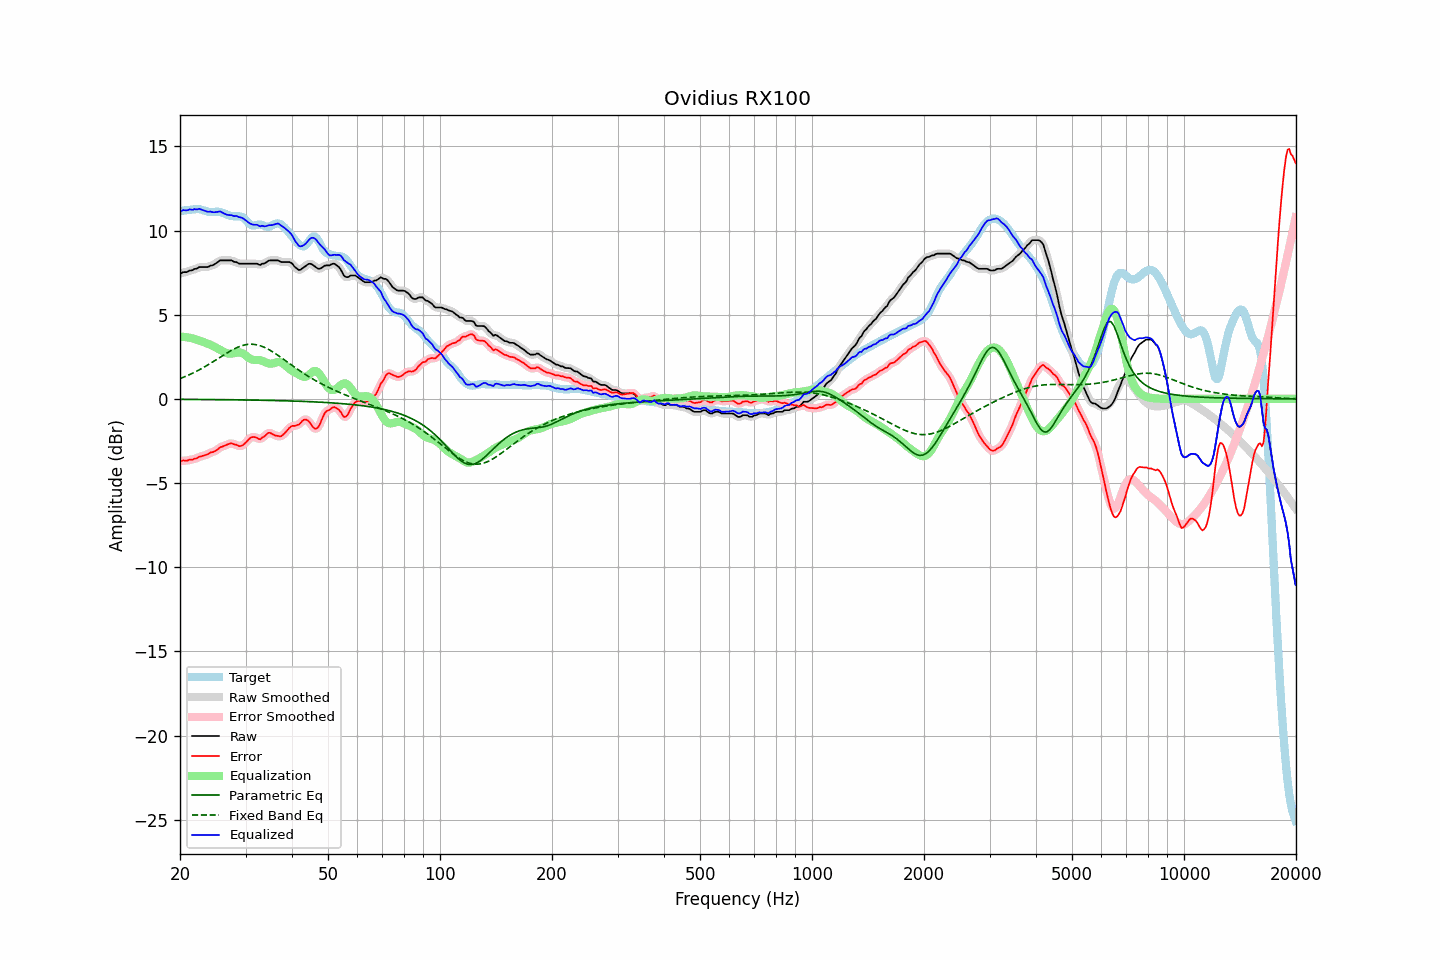 Ovidius RX100
15
10
5
0
−5
−10
−15
−20
−25
Amplitude (dBr)
Target
Raw Smoothed
Error Smoothed
Raw
Error
Equalization
Parametric Eq
Fixed Band Eq
Equalized
20 50 100 200 500 1000 2000 5000 10000 20000
Frequency (Hz)